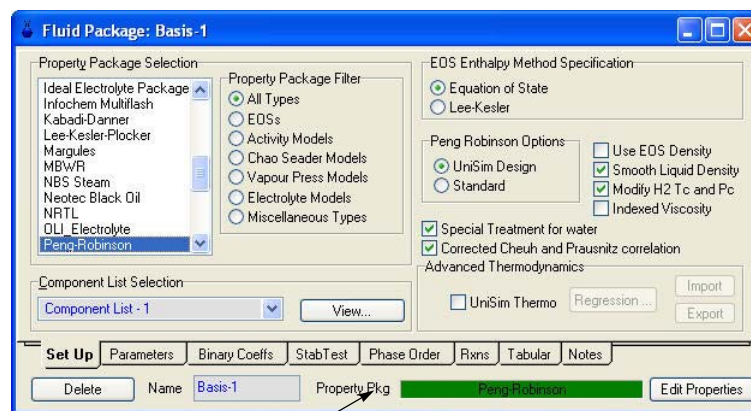 Fluid Package: Basis-1
Property Package Selection
Ideal Electrolyte Package
Infochem Multiflash
Kabadi-Danner
Lee-Kesler-Plocker
Margules
MBWR
NBS Steam
Neotec Black Oil
NRTL
OLI_Electrolyte
Peng-Robinson
Property Package Filter
All Types
EOSs
Activity Models
Chao Seader Models
Vapour Press Models
Electrolyte Models
Miscellaneous Types
Component List Selection
Component List - 1
View...
EOS Enthalpy Method Specification
Equation of State
Lee-Kesler
Peng Robinson Options
UniSim Design
Standard
Use EOS Density
Smooth Liquid Density
Modify H2 Tc and Pc
Indexed Viscosity
Special Treatment for water
Corrected Cheuh and Prausnitz correlation
Advanced Thermodynamics
UniSim Thermo
Regression ...
Import
Export
Set Up Parameters Binary Coeffs StabTest Phase Order Rxns Tabular Notes
Delete Name Basis-1 Property Pkg Peng-Robinson Edit Properties